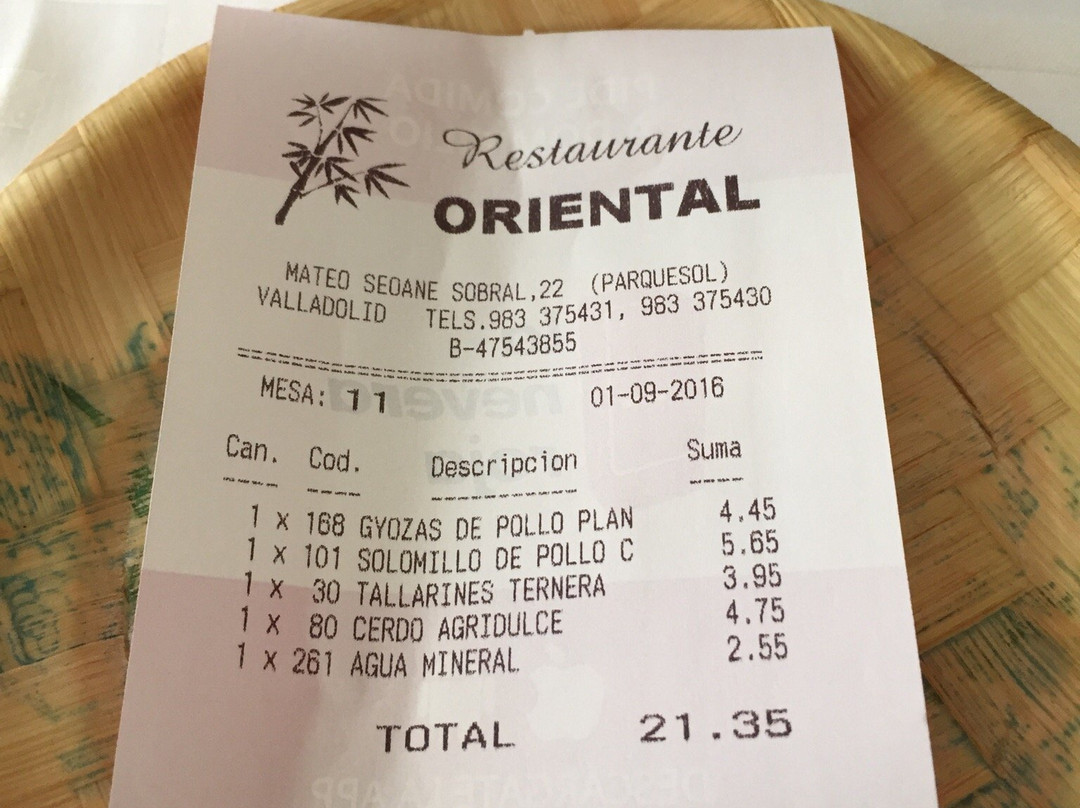 Restaurante
ORIENTAL
MATEO SEOANE SOBRAL,22 (PARQUESOL)
VALLADOLID TELS.983 375431, 983 375430
B-47543855
MESA: 11 01-09-2016
Can. Cod. Descripcion Suma
1 x 168 GYOZAS DE POLLO PLAN 4.45
1 x 101 SOLOMILLO DE POLLO C 5.65
1 x 30 TALLARINES TERNERA 3.95
1 x 80 CERDO AGRIDULCE 4.75
1 x 261 AGUA MINERAL 2.55
TOTAL 21.35